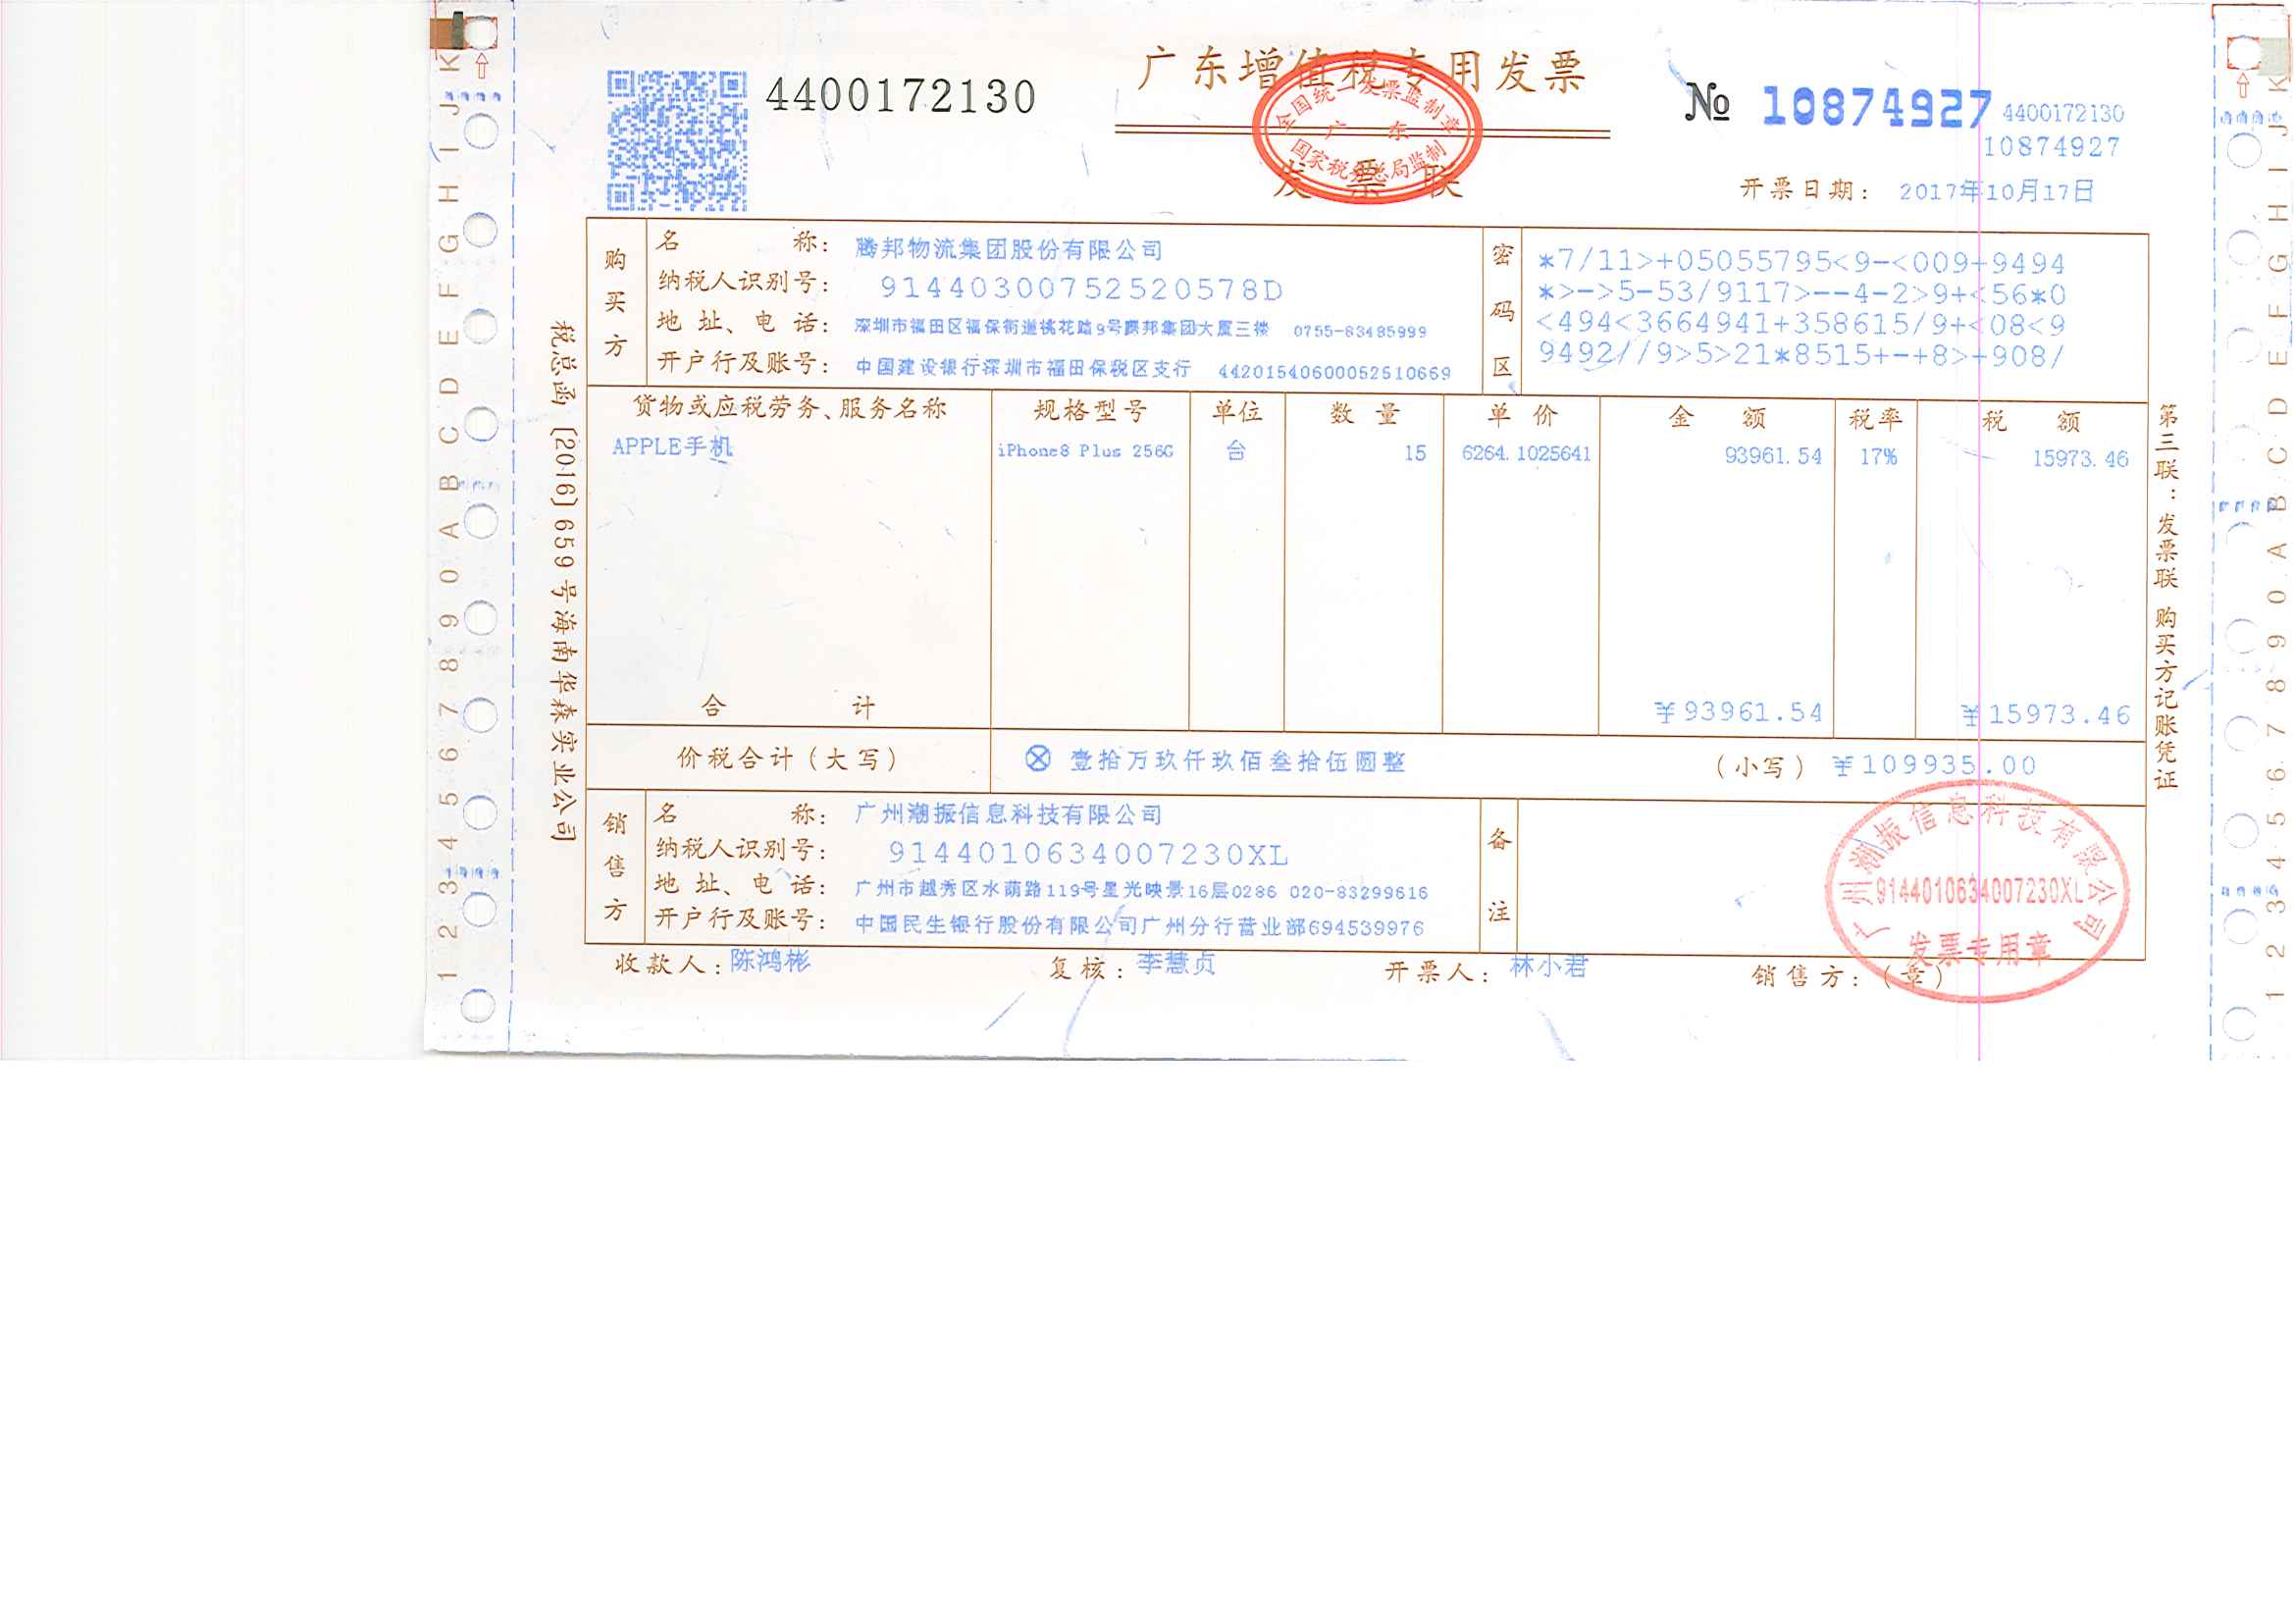 4400172130
广东增值税专用发票
全国统一发票监制章
广东
国家税务总局监制
发票联
№ 10874927
4400172130
10874927
开票日期: 2017年10月17日
购买方
名称: 腾邦物流集团股份有限公司
纳税人识别号: 91440300752520578D
地址、电话: 深圳市福田区福保街道桃花路9号腾邦集团大厦三楼 0755-83485999
开户行及账号: 中国建设银行深圳市福田保税区支行 44201540600052510669
密码区
*7/11>+05055795<9-<009+9494
*>->5-53/9117>--4-2>9+<56*0
<494<3664941+358615/9+<08<9
9492//9>5>21*8515+-+8>+908/
货物或应税劳务、服务名称 规格型号 单位 数量 单价 金额 税率 税额
APPLE手机 iPhone8 Plus 256G 台 15 6264.1025641 93961.54 17% 15973.46
合计 ¥93961.54 ¥15973.46
价税合计(大写) ⊗ 壹拾万玖仟玖佰叁拾伍圆整 (小写) ¥109935.00
销售方
名称: 广州潮振信息科技有限公司
纳税人识别号: 9144010634007230XL
地址、电话: 广州市越秀区水荫路119号星光映景16层0286 020-83299616
开户行及账号: 中国民生银行股份有限公司广州分行营业部694539976
备注
广州潮振信息科技有限公司
9144010634007230XL
发票专用章
收款人: 陈鸿彬 复核: 李慧贞 开票人: 林小君 销售方: (章)
税总函〔2016〕659号海南华森实业公司
第三联:发票联 购买方记账凭证
1 2 3 4 5 6 7 8 9 0 A B C D E F G H I J K
1 2 3 4 5 6 7 8 9 0 A B C D E F G H I J K